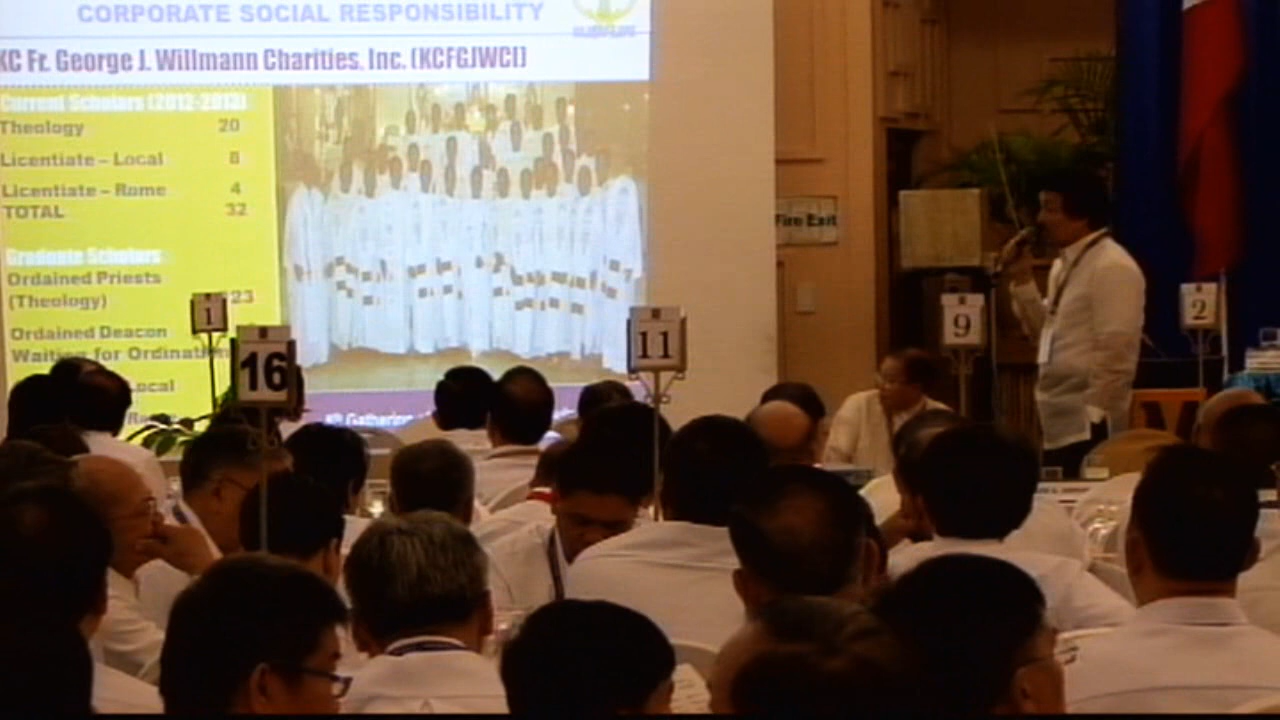 CORPORATE SOCIAL RESPONSIBILITY
KC Fr. George J. Willmann Charities, Inc. (KCFGJWCI)
Current Scholars (2012-2013)
Theology 20
Licentiate – Local 8
Licentiate – Rome 4
TOTAL 32
Graduate Scholars
Ordained Priests
(Theology) 123
Ordained Deacon
Waiting for Ordination
Local
Fire Exit
1
16
11
9
2